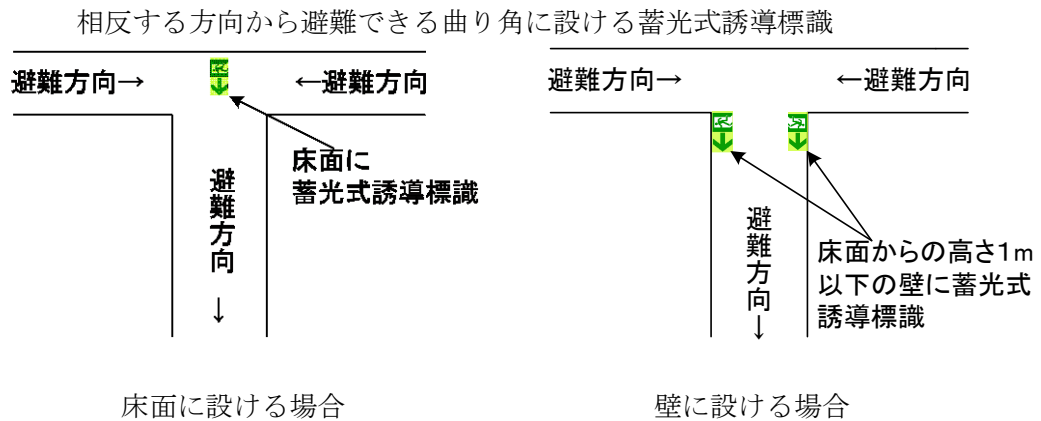 相反する方向から避難できる曲り角に設ける蓄光式誘導標識
避難方向→
←避難方向
床面に
蓄光式誘導標識
避難方向
↓
床面に設ける場合
避難方向→
←避難方向
避難方向
↓
床面からの高さ1m
以下の壁に蓄光式
誘導標識
壁に設ける場合